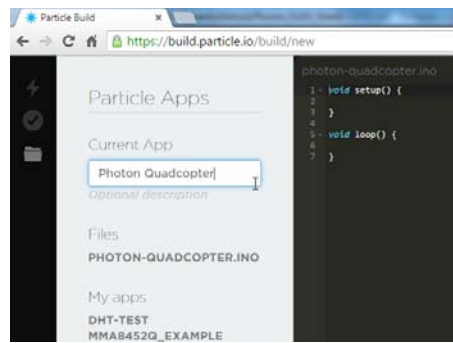 Particle Build
https://build.particle.io/build/new
Particle Apps
Current App
Photon Quadcopter
Optional description
Files
PHOTON-QUADCOPTER.INO
My apps
DHT-TEST
MMA8452Q_EXAMPLE
photon-quadcopter.ino
1 void setup() {
2
3 }
4
5 void loop() {
6
7 }